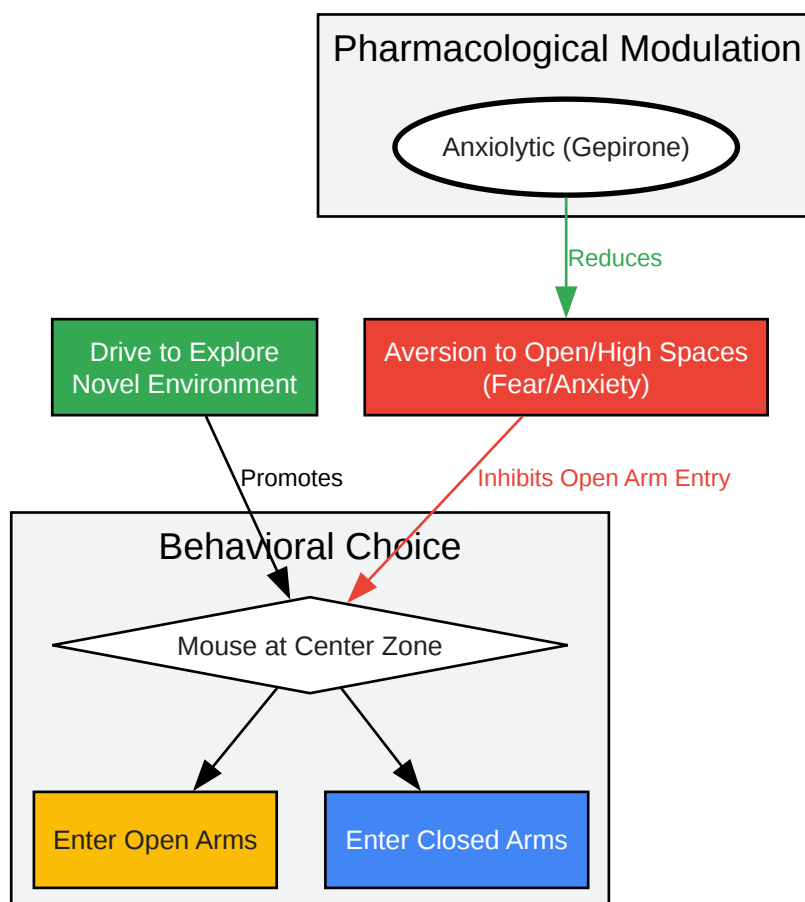 Pharmacological Modulation
Anxiolytic (Gepirone)
Reduces
Drive to Explore
Novel Environment
Aversion to Open/High Spaces
(Fear/Anxiety)
Promotes
Inhibits Open Arm Entry
Behavioral Choice
Mouse at Center Zone
Enter Open Arms
Enter Closed Arms